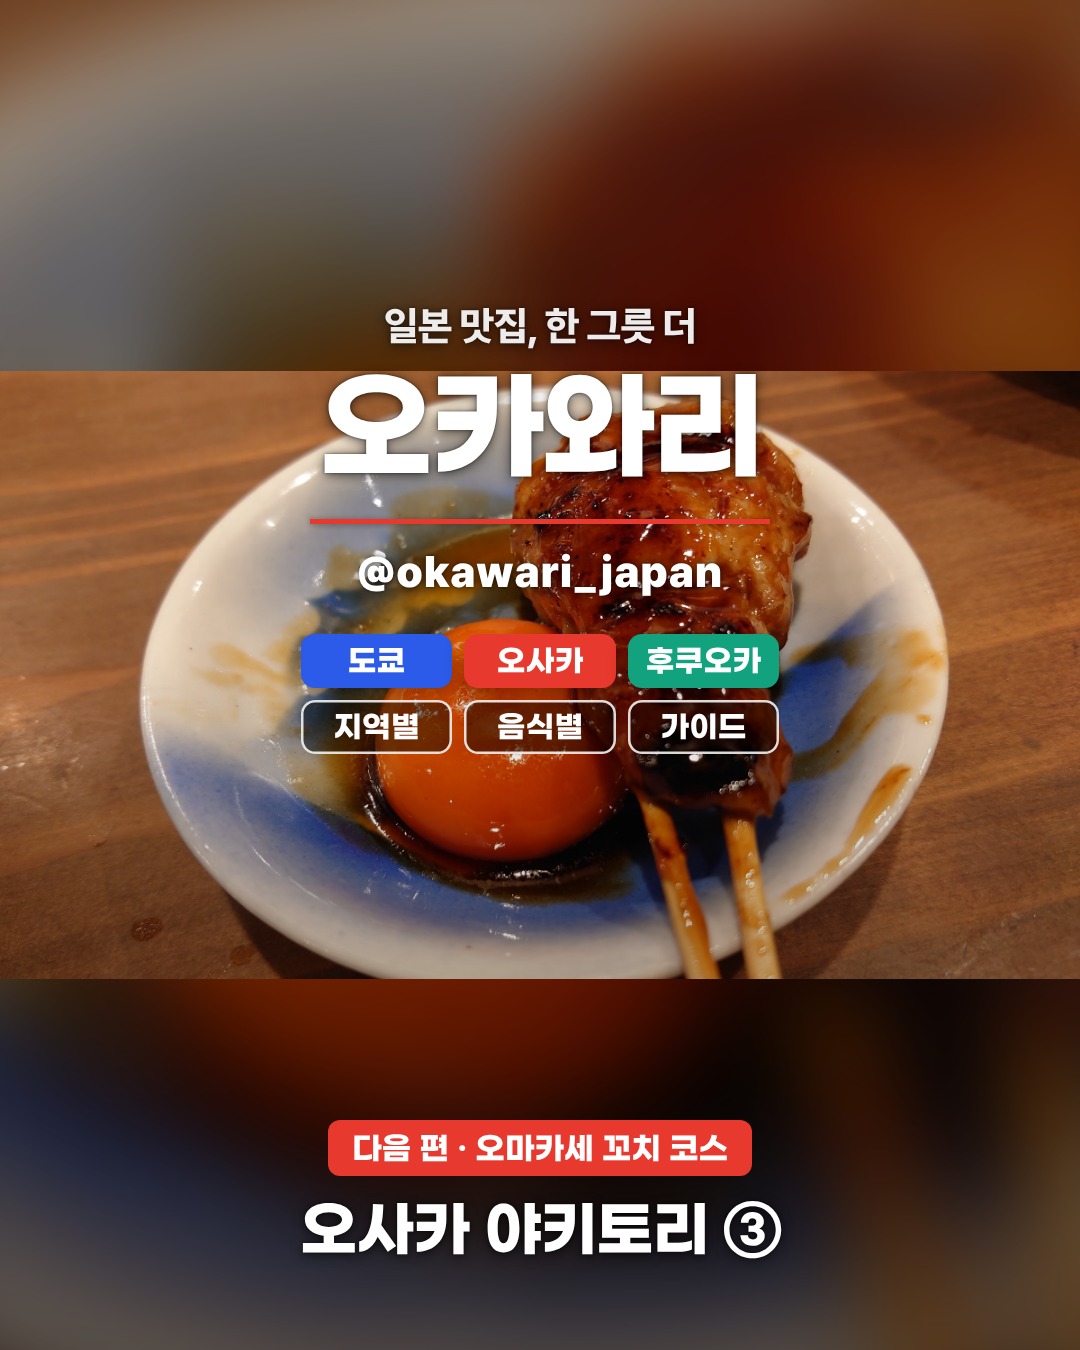 일본 맛집, 한 그릇 더
오카와리
@okawari_japan
도쿄 오사카 후쿠오카
지역별 음식별 가이드
다음 편 · 오마카세 꼬치 코스
오사카 야키토리 ③